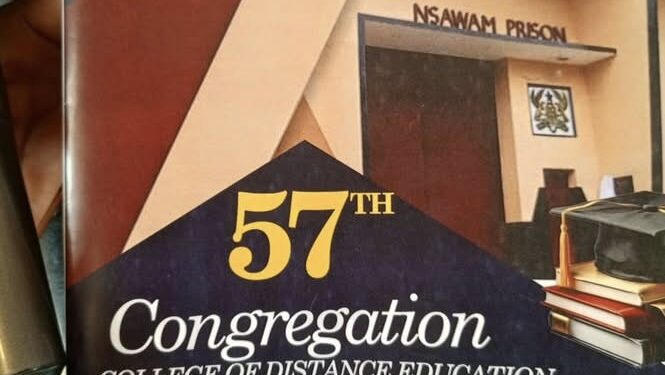 NSAWAM PRISON
57TH
Congregation
COLLEGE OF DISTANCE EDUCATION